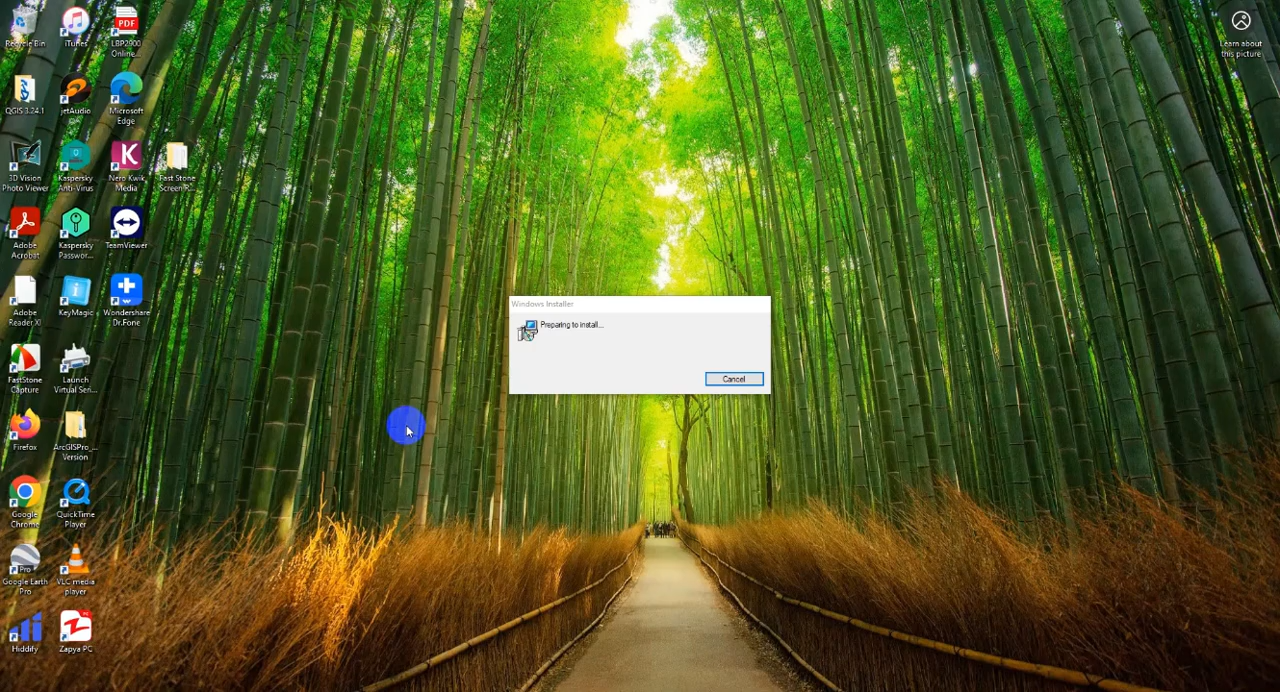 Recycle Bin
iTunes
PDF
LBP2900
Online...
Learn about
this picture
QGIS 3.24.1
jetAudio
Microsoft
Edge
3D Vision
Photo Viewer
Kaspersky
Anti-Virus
K
Nero Kwik
Media
Fast Stone
Screen R...
Adobe
Acrobat
Kaspersky
Passwor...
TeamViewer
Adobe
Reader XI
KeyMagic
Wondershare
Dr.Fone
Windows Installer
Preparing to install...
Cancel
FastStone
Capture
Launch
Virtual Seri...
Firefox
ArcGISPro_...
Version
Google
Chrome
QuickTime
Player
Pro
Google Earth
Pro
VLC media
player
Hiddify
Zapya PC